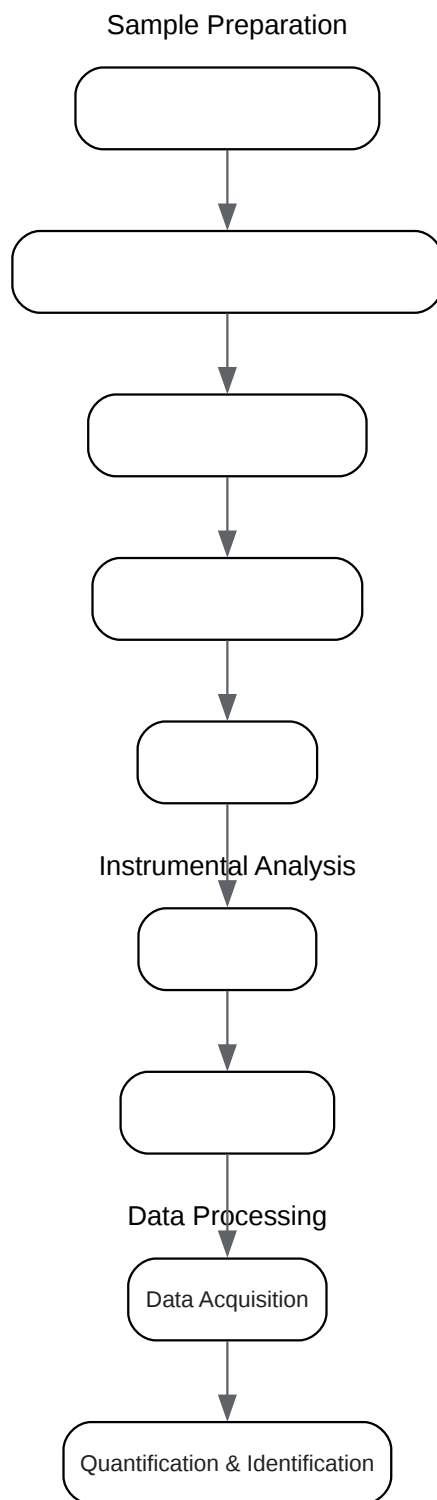 Sample Preparation
Instrumental Analysis
Data Processing
Data Acquisition
Quantification & Identification